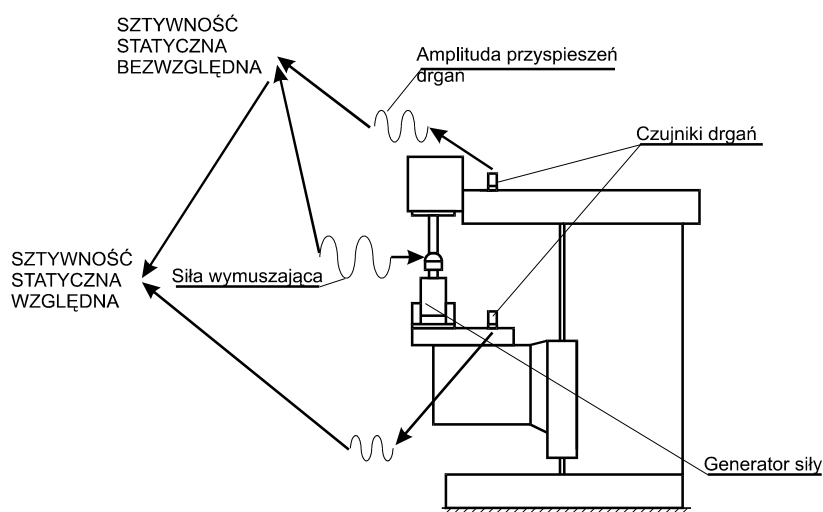 SZTYWNOŚĆ
STATYCZNA
BEZWZGLĘDNA
Amplituda przyspieszeń
drgań
Czujniki drgań
SZTYWNOŚĆ
STATYCZNA
WZGLĘDNA
Siła wymuszająca
Generator siły